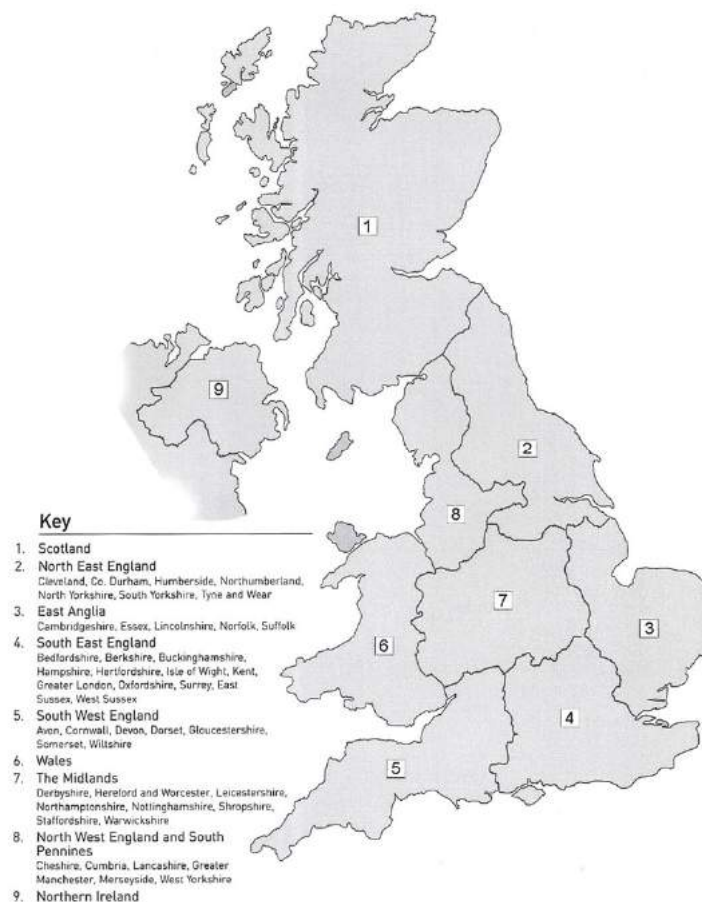 1
9
2
8
7
3
6
4
5
Key
1. Scotland
2. North East England
Cleveland, Co. Durham, Humberside, Northumberland,
North Yorkshire, South Yorkshire, Tyne and Wear
3. East Anglia
Cambridgeshire, Essex, Lincolnshire, Norfolk, Suffolk
4. South East England
Bedfordshire, Berkshire, Buckinghamshire,
Hampshire, Hertfordshire, Isle of Wight, Kent,
Greater London, Oxfordshire, Surrey, East
Sussex, West Sussex
5. South West England
Avon, Cornwall, Devon, Dorset, Gloucestershire,
Somerset, Wiltshire
6. Wales
7. The Midlands
Derbyshire, Hereford and Worcester, Leicestershire,
Northamptonshire, Nottinghamshire, Shropshire,
Staffordshire, Warwickshire
8. North West England and South
Pennines
Cheshire, Cumbria, Lancashire, Greater
Manchester, Merseyside, West Yorkshire
9. Northern Ireland